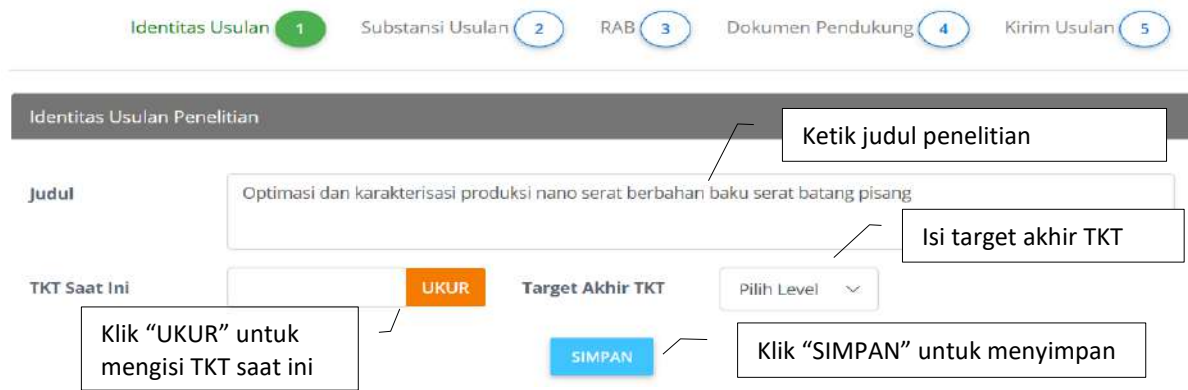 Identitas Usulan 1 Substansi Usulan 2 RAB 3 Dokumen Pendukung 4 Kirim Usulan 5
Identitas Usulan Penelitian
Ketik judul penelitian
Judul Optimasi dan karakterisasi produksi nano serat berbahan baku serat batang pisang
Isi target akhir TKT
TKT Saat Ini UKUR Target Akhir TKT Pilih Level
Klik “UKUR” untuk
mengisi TKT saat ini
SIMPAN
Klik “SIMPAN” untuk menyimpan